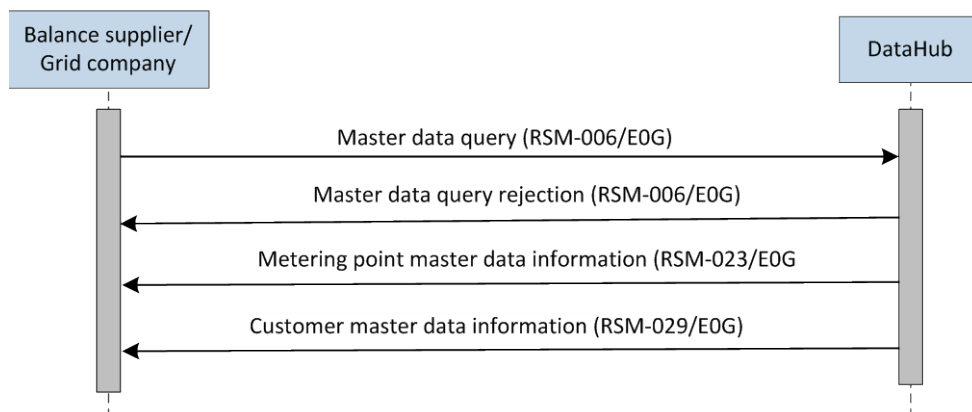 Balance supplier/
Grid company
DataHub
Master data query (RSM-006/E0G)
Master data query rejection (RSM-006/E0G)
Metering point master data information (RSM-023/E0G
Customer master data information (RSM-029/E0G)